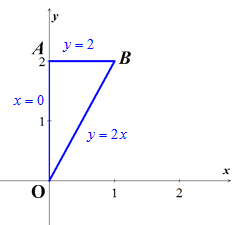 y
A y = 2
2 B
x = 0
1
y = 2x
x
O 1 2